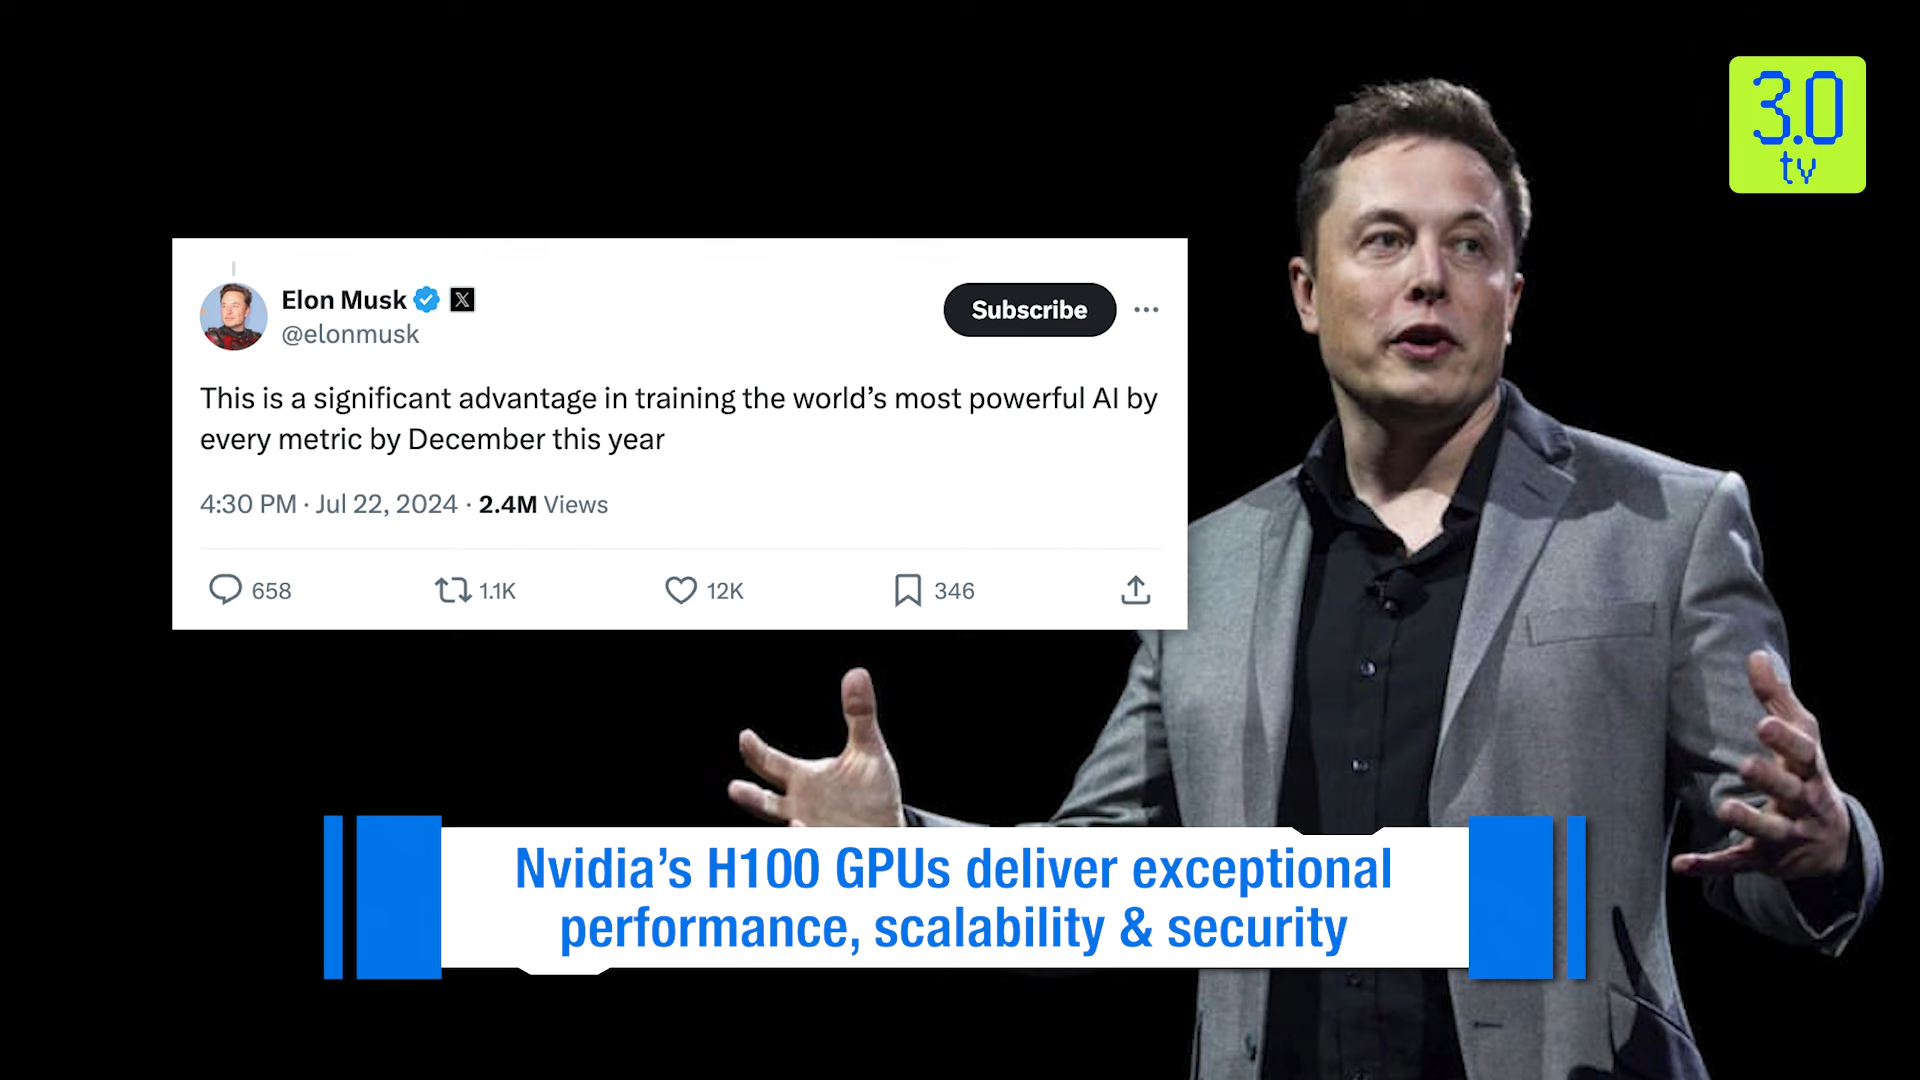 3.0
tv
Elon Musk
@elonmusk
Subscribe
This is a significant advantage in training the world’s most powerful AI by
every metric by December this year
4:30 PM · Jul 22, 2024 · 2.4M Views
658 1.1K 12K 346
Nvidia’s H100 GPUs deliver exceptional
performance, scalability & security